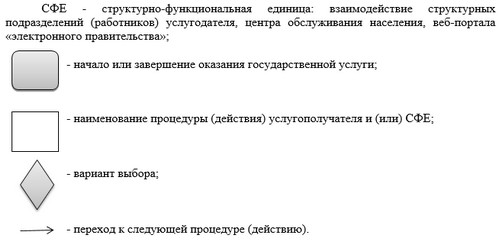 СФЕ - структурно-функциональная единица: взаимодействие структурных
подразделений (работников) услугодателя, центра обслуживания населения, веб-портала
«электронного правительства»;
- начало или завершение оказания государственной услуги;
- наименование процедуры (действия) услугополучателя и (или) СФЕ;
- вариант выбора;
- переход к следующей процедуре (действию).